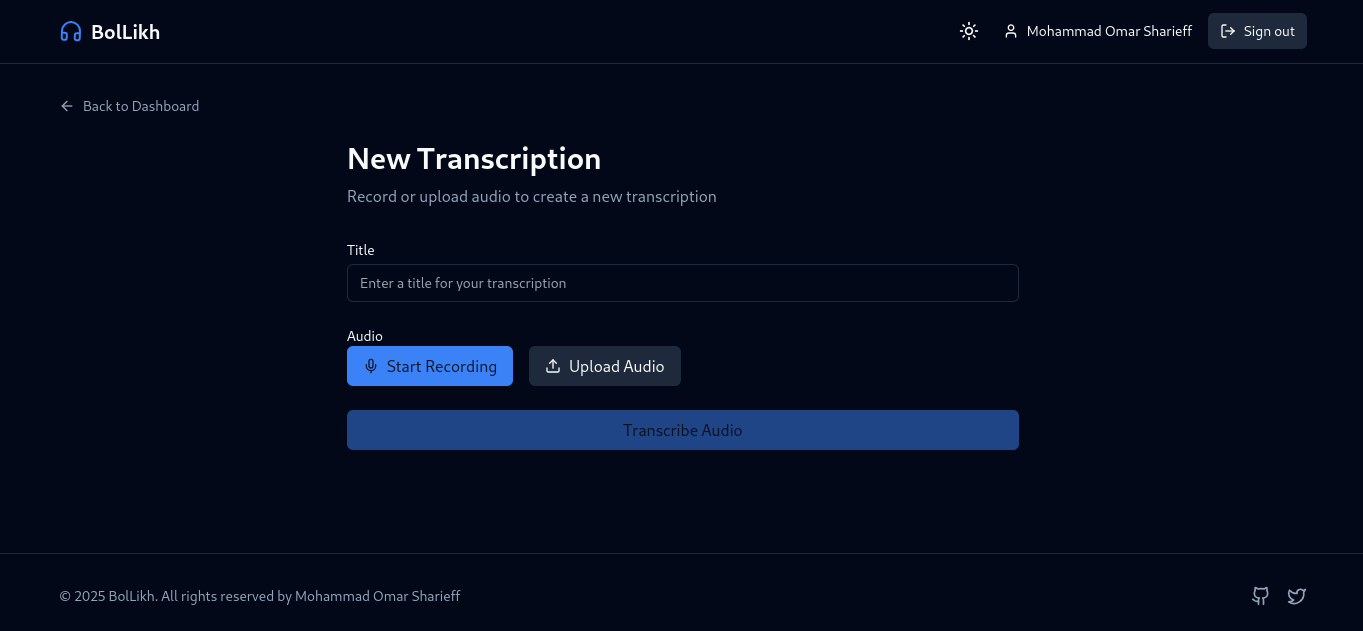 BolLikh
Mohammad Omar Sharieff
Sign out
Back to Dashboard
New Transcription
Record or upload audio to create a new transcription
Title
Enter a title for your transcription
Audio
Start Recording
Upload Audio
Transcribe Audio
© 2025 BolLikh. All rights reserved by Mohammad Omar Sharieff